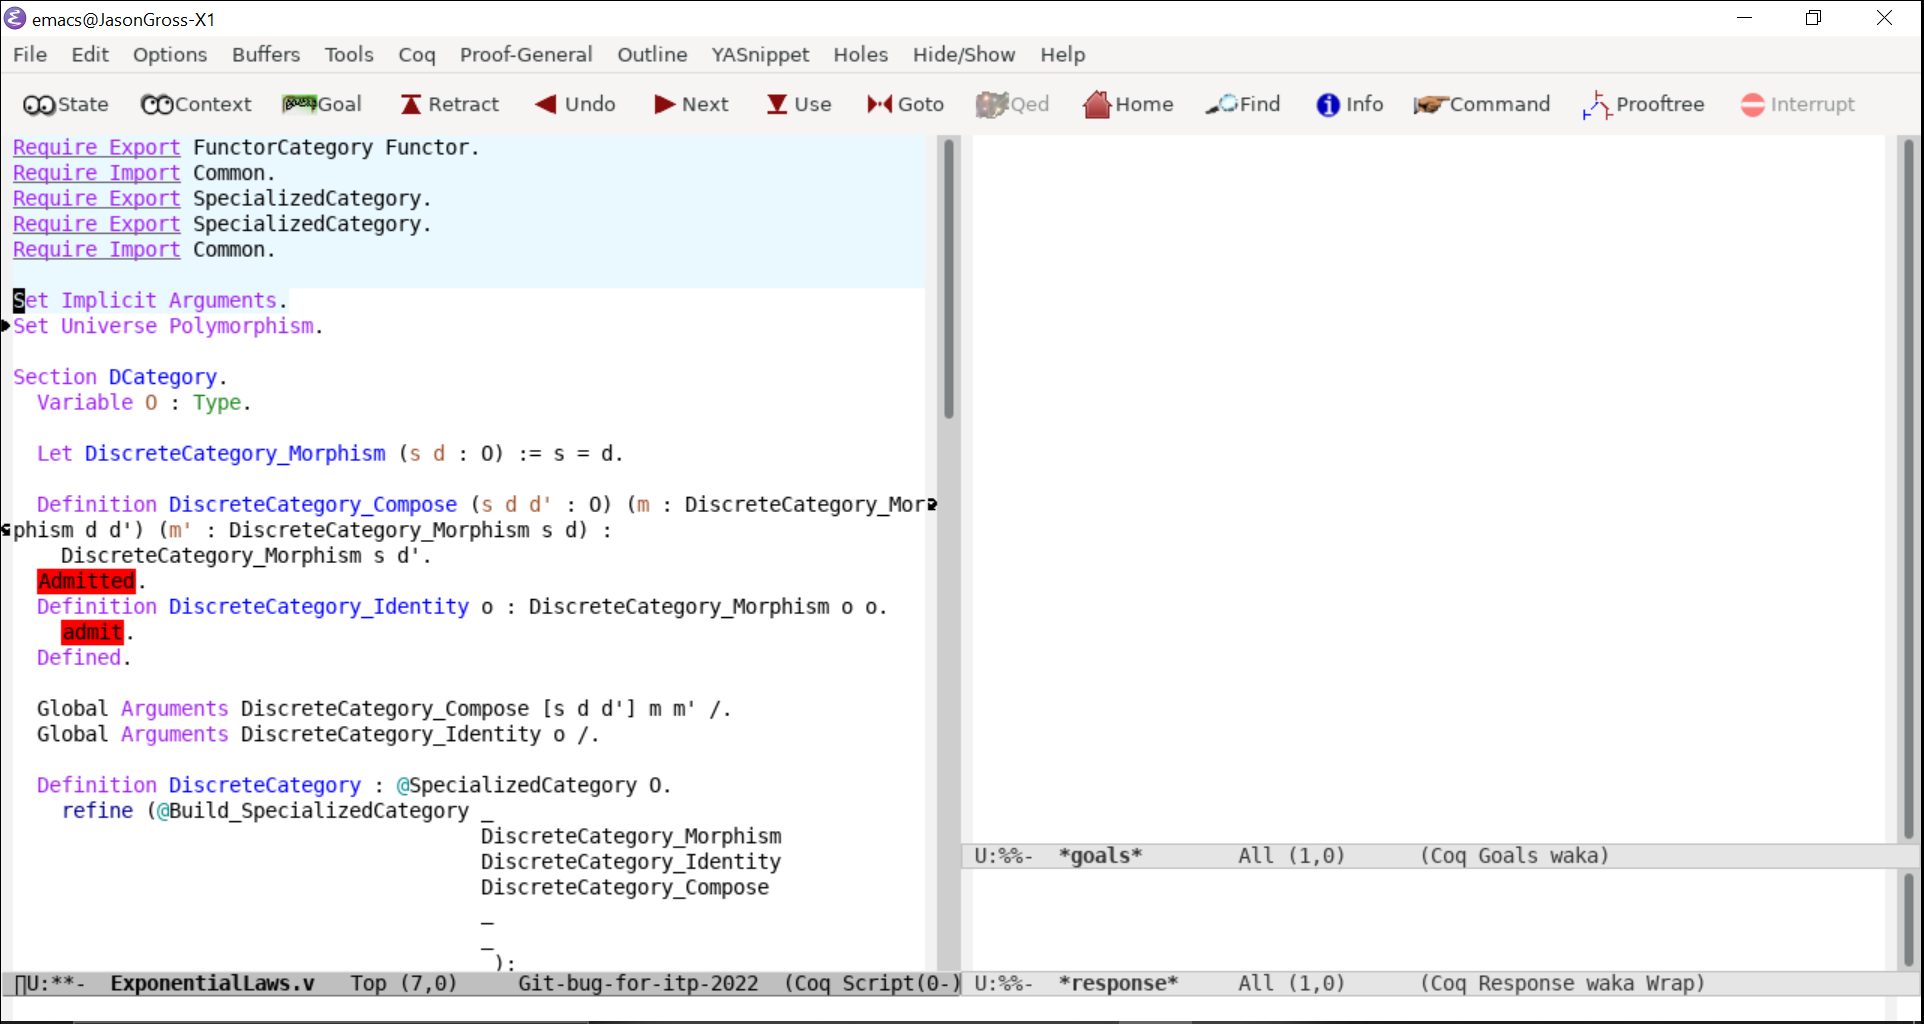 emacs@JasonGross-X1
File Edit Options Buffers Tools Coq Proof-General Outline YASnippet Holes Hide/Show Help
State Context Goal Retract Undo Next Use Goto Qed Home Find Info Command Prooftree Interrupt
Require Export FunctorCategory Functor.
Require Import Common.
Require Export SpecializedCategory.
Require Export SpecializedCategory.
Require Import Common.
Set Implicit Arguments.
Set Universe Polymorphism.
Section DCategory.
Variable O : Type.
Let DiscreteCategory_Morphism (s d : O) := s = d.
Definition DiscreteCategory_Compose (s d d' : O) (m : DiscreteCategory_Mor
phism d d') (m' : DiscreteCategory_Morphism s d) :
DiscreteCategory_Morphism s d'.
Admitted.
Definition DiscreteCategory_Identity o : DiscreteCategory_Morphism o o.
admit.
Defined.
Global Arguments DiscreteCategory_Compose [s d d'] m m' /.
Global Arguments DiscreteCategory_Identity o /.
Definition DiscreteCategory : @SpecializedCategory O.
refine (@Build_SpecializedCategory _
DiscreteCategory_Morphism
DiscreteCategory_Identity
DiscreteCategory_Compose
_
_
);
U:**- ExponentialLaws.v Top (7,0) Git-bug-for-itp-2022 (Coq Script(0-)
U:%%- *goals* All (1,0) (Coq Goals waka)
U:%%- *response* All (1,0) (Coq Response waka Wrap)